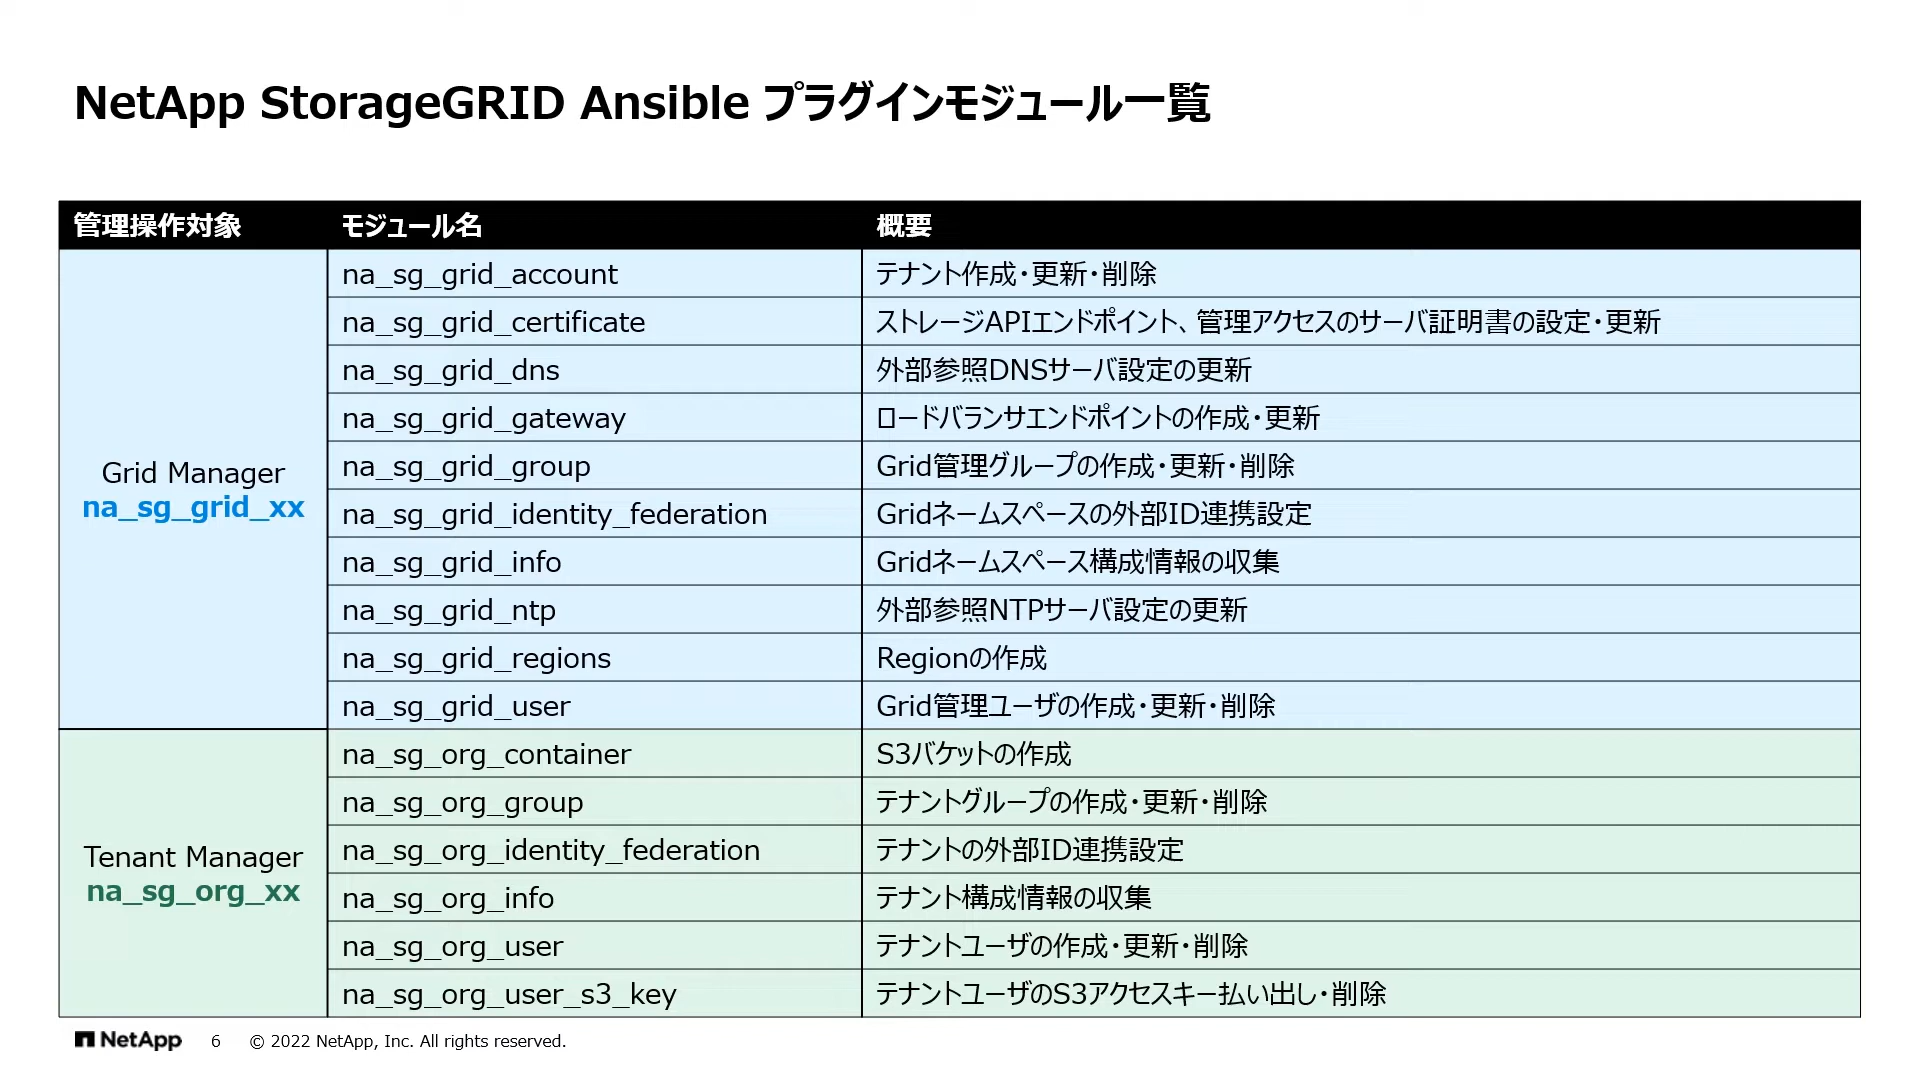 NetApp StorageGRID Ansible プラグインモジュール一覧
管理操作対象 モジュール名 概要
Grid Manager
na_sg_grid_xx
na_sg_grid_account テナント作成・更新・削除
na_sg_grid_certificate ストレージAPIエンドポイント、管理アクセスのサーバ証明書の設定・更新
na_sg_grid_dns 外部参照DNSサーバ設定の更新
na_sg_grid_gateway ロードバランサエンドポイントの作成・更新
na_sg_grid_group Grid管理グループの作成・更新・削除
na_sg_grid_identity_federation Gridネームスペースの外部ID連携設定
na_sg_grid_info Gridネームスペース構成情報の収集
na_sg_grid_ntp 外部参照NTPサーバ設定の更新
na_sg_grid_regions Regionの作成
na_sg_grid_user Grid管理ユーザの作成・更新・削除
Tenant Manager
na_sg_org_xx
na_sg_org_container S3バケットの作成
na_sg_org_group テナントグループの作成・更新・削除
na_sg_org_identity_federation テナントの外部ID連携設定
na_sg_org_info テナント構成情報の収集
na_sg_org_user テナントユーザの作成・更新・削除
na_sg_org_user_s3_key テナントユーザのS3アクセスキー払い出し・削除
NetApp 6 © 2022 NetApp, Inc. All rights reserved.